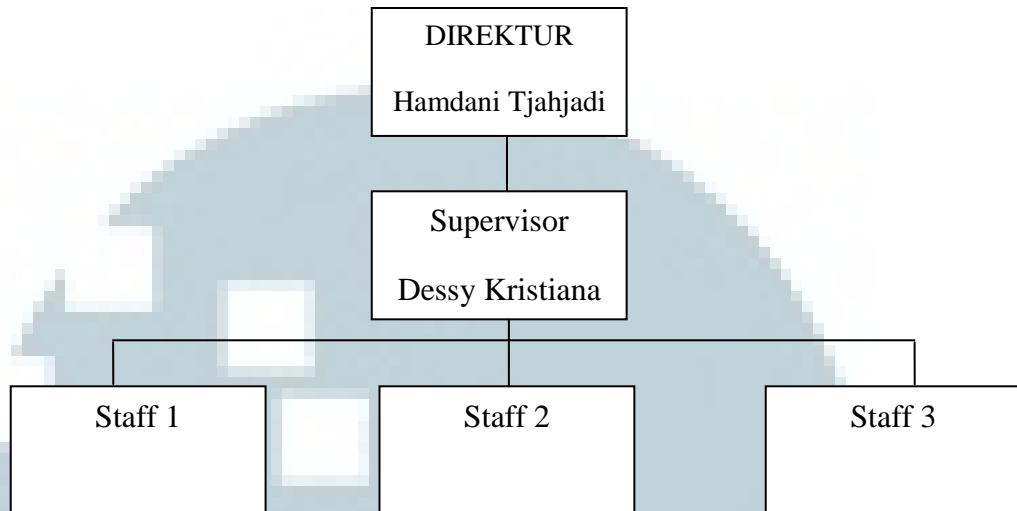 DIREKTUR
Hamdani Tjahjadi
Supervisor
Dessy Kristiana
Staff 1
Staff 2
Staff 3